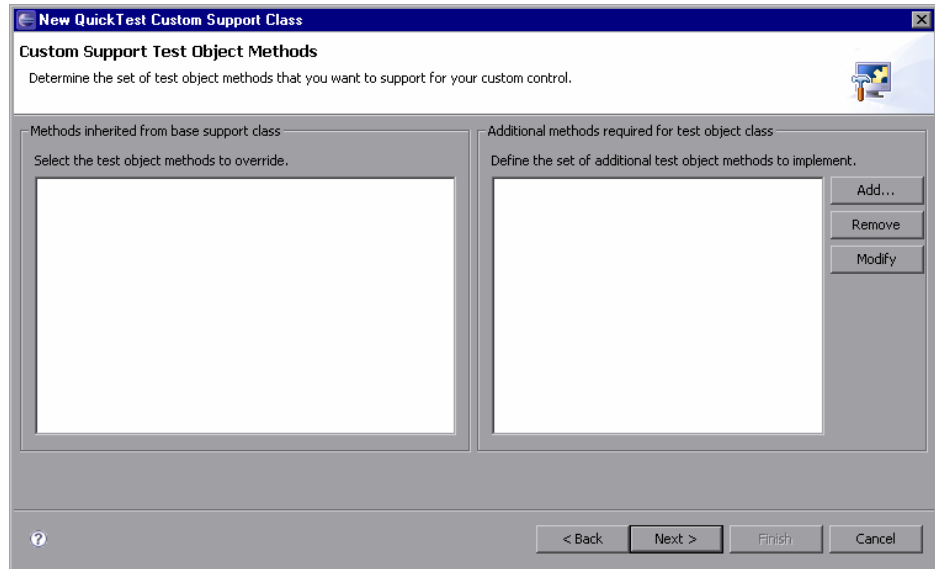 New QuickTest Custom Support Class
Custom Support Test Object Methods
Determine the set of test object methods that you want to support for your custom control.
Methods inherited from base support class
Select the test object methods to override.
Additional methods required for test object class
Define the set of additional test object methods to implement.
Add...
Remove
Modify
?
< Back
Next >
Finish
Cancel